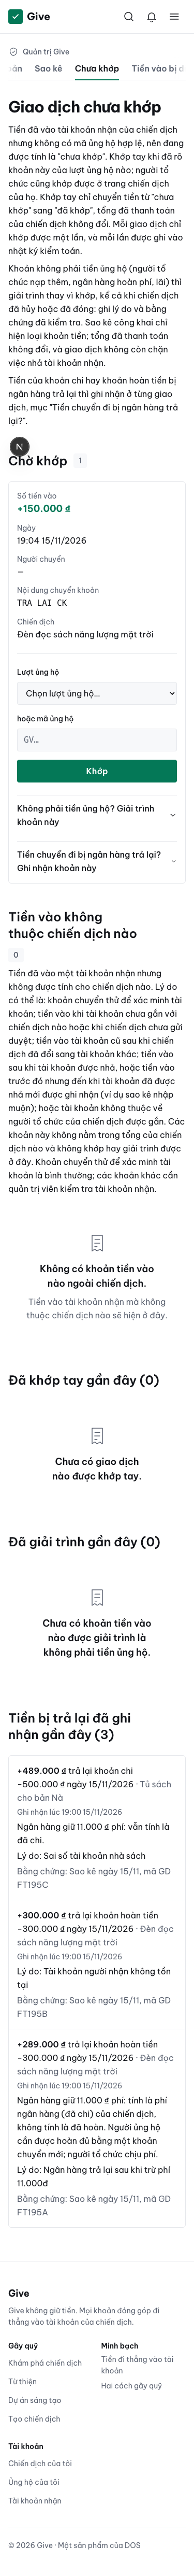 Give
Quản trị Give
Sao kê Chưa khớp Tiền vào bị
Giao dịch chưa khớp
Tiền đã vào tài khoản của chiến dịch
nhưng không có mã ủng hộ hợp lệ, nên đang
được tính là "chưa khớp". Khớp tay khi đã rõ
khoản này là của lượt ủng hộ nào; người tổ
chức cũng khớp được ở trang chiến dịch
của họ. Khớp tay chỉ chuyển tiền từ "chưa
khớp" sang "đã khớp", tổng đã thanh toán
của chiến dịch không đổi. Mỗi giao dịch chỉ
khớp được một lần, và mỗi lần được ghi vào
nhật ký kiểm toán.
Khoản không phải tiền ủng hộ (người tổ
chức nạp thêm, ngân hàng hoàn phí, lãi) thì
giải trình thay vì khớp, kể cả khi chiến dịch
đã hủy hoặc đã đóng: ghi lý do và bằng
chứng đã kiểm tra. Sao kê công khai chỉ
hiện loại khoản tiền; tổng đã thanh toán
không đổi, và giao dịch không còn chặn
việc nhả tài khoản nhận.
Tiền của khoản chi hay khoản hoàn tiền bị
ngân hàng trả lại thì ghi nhận ở từng giao
dịch, mục "Tiền chuyển đi bị ngân hàng trả
lại?".
N
Chờ khớp 1
Số tiền vào
+150.000 ₫
Ngày
19:04 15/11/2026
Người chuyển
—
Nội dung chuyển khoản
TRA LAI CK
Chiến dịch
Đèn đọc sách năng lượng mặt trời
Lượt ủng hộ
Chọn lượt ủng hộ…
hoặc mã ủng hộ
GV…
Khớp
Không phải tiền ủng hộ? Giải trình
khoản này
Tiền chuyển đi bị ngân hàng trả lại?
Ghi nhận khoản này
Tiền vào không
thuộc chiến dịch nào
0
Tiền đã vào một tài khoản nhận nhưng
không được tính cho chiến dịch nào. Lý do
có thể là: khoản chuyển thử để xác minh tài
khoản; tiền vào khi tài khoản chưa gắn với
chiến dịch nào hoặc khi chiến dịch chưa gửi
duyệt; tiền vào tài khoản cũ sau khi chiến
dịch đã đổi sang tài khoản khác; tiền vào
sau khi tài khoản được nhả, hoặc tiền vào
trước đó nhưng đến khi tài khoản đã được
nhả mới được ghi nhận (ví dụ sao kê nhập
muộn); hoặc tài khoản không thuộc về
người tổ chức của chiến dịch được gắn. Các
khoản này không nằm trong tổng của chiến
dịch nào và không khớp hay giải trình được
ở đây. Khoản chuyển thử để xác minh tài
khoản là bình thường; các khoản khác cần
quản trị viên kiểm tra tài khoản nhận.
Không có khoản tiền vào
nào ngoài chiến dịch.
Tiền vào tài khoản nhận mà không
thuộc chiến dịch nào sẽ hiện ở đây.
Đã khớp tay gần đây (0)
Chưa có giao dịch
nào được khớp tay.
Đã giải trình gần đây (0)
Chưa có khoản tiền vào
nào được giải trình là
không phải tiền ủng hộ.
Tiền bị trả lại đã ghi
nhận gần đây (3)
+489.000 ₫ trả lại khoản chi
−500.000 ₫ ngày 15/11/2026 · Tủ sách
cho bản Nà
Ghi nhận lúc 19:00 15/11/2026
Ngân hàng giữ 11.000 ₫ phí: vẫn tính là
đã chi.
Lý do: Sai số tài khoản nhà sách
Bằng chứng: Sao kê ngày 15/11, mã GD
FT195C
+300.000 ₫ trả lại khoản hoàn tiền
−300.000 ₫ ngày 15/11/2026 · Đèn đọc
sách năng lượng mặt trời
Ghi nhận lúc 19:00 15/11/2026
Lý do: Tài khoản người nhận không tồn
tại
Bằng chứng: Sao kê ngày 15/11, mã GD
FT195B
+289.000 ₫ trả lại khoản hoàn tiền
−300.000 ₫ ngày 15/11/2026 · Đèn đọc
sách năng lượng mặt trời
Ghi nhận lúc 19:00 15/11/2026
Ngân hàng giữ 11.000 ₫ phí: tính là phí
ngân hàng (đã chi) của chiến dịch,
không tính là đã hoàn. Người ủng hộ
cần được hoàn đủ bằng một khoản
chuyển mới; người tổ chức chịu phí.
Lý do: Ngân hàng trả lại sau khi trừ phí
11.000đ
Bằng chứng: Sao kê ngày 15/11, mã GD
FT195A
Give
Give không giữ tiền. Mọi khoản đóng góp đi
thẳng vào tài khoản của chiến dịch.
Gây quỹ
Khám phá chiến dịch
Từ thiện
Dự án sáng tạo
Tạo chiến dịch
Minh bạch
Tiền đi thẳng vào tài
khoản
Hai cách gây quỹ
Tài khoản
Chiến dịch của tôi
Ủng hộ của tôi
Tài khoản nhận
© 2026 Give · Một sản phẩm của DOS